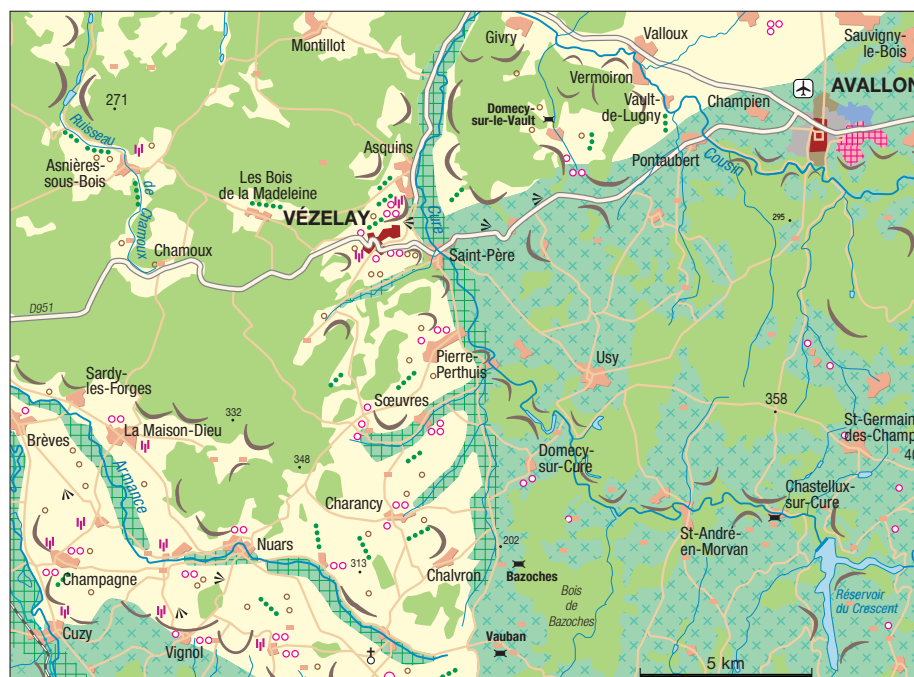 Montillot
Givry
Valloux
Sauvigny-
le-Bois
271
Vermoiron
AVALLON
Domecy-
sur-le-Vault
Vault-
de-Lugny
Champien
Ruisseau
de Chamoux
Asnières-
sous-Bois
Asquins
Pontaubert
Cousin
Les Bois
de la Madeleine
VÉZELAY
Cure
295
Chamoux
Saint-Père
D951
Pierre-
Perthuis
Usy
Sardy-
les-Forges
Sœuvres
332
358
Brèves
La Maison-Dieu
St-Germain
des-Champ
348
Domecy-
sur-Cure
40
Armance
Charancy
Chastellux-
sur-Cure
St-André-
en-Morvan
Nuars
202
313
Chalvron
Bazoches
Champagne
Bois
de
Bazoches
Réservoir
du Crescent
Cuzy
Vignol
Vauban
5 km